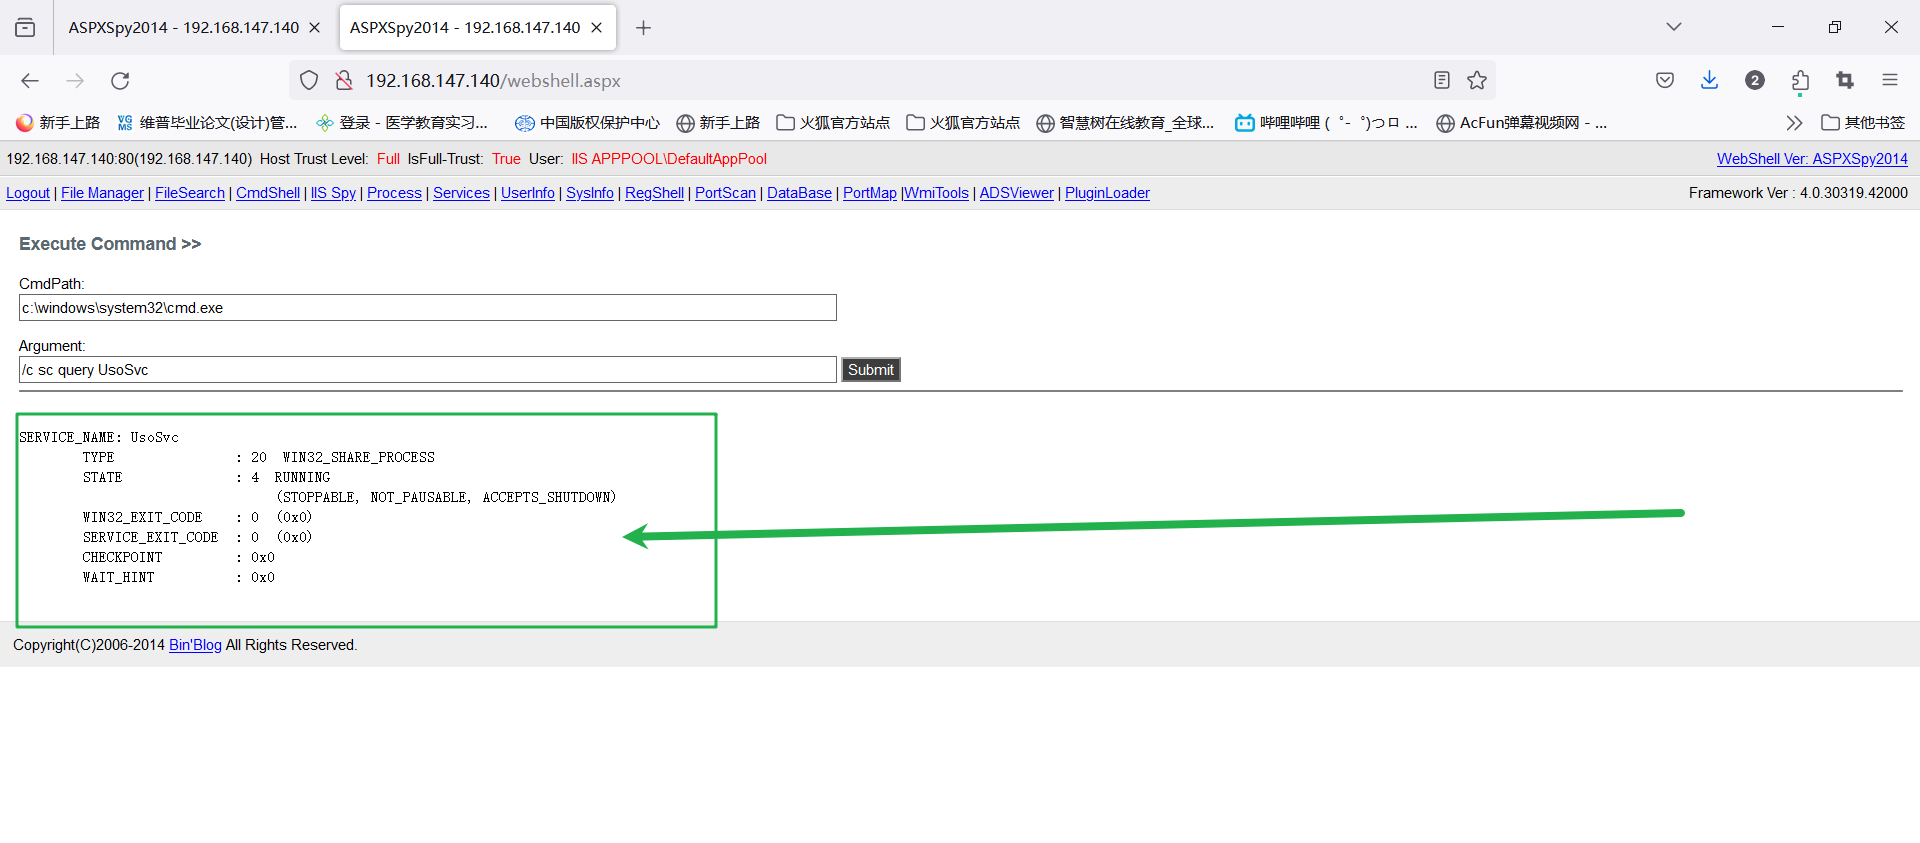 ASPXSpy2014 - 192.168.147.140
ASPXSpy2014 - 192.168.147.140
192.168.147.140/webshell.aspx
2
新手上路
VG MS 维普毕业论文(设计)管...
登录 - 医学教育实习...
中国版权保护中心
新手上路
火狐官方站点
火狐官方站点
智慧树在线教育_全球...
哔哩哔哩 ( ゜- ゜)つロ ...
AcFun弹幕视频网 - ...
其他书签
192.168.147.140:80(192.168.147.140) Host Trust Level: Full IsFull-Trust: True User: IIS APPPOOL\DefaultAppPool
WebShell Ver: ASPXSpy2014
Logout | File Manager | FileSearch | CmdShell | IIS Spy | Process | Services | UserInfo | SysInfo | RegShell | PortScan | DataBase | PortMap |WmiTools | ADSViewer | PluginLoader
Framework Ver : 4.0.30319.42000
Execute Command >>
CmdPath:
c:\windows\system32\cmd.exe
Argument:
/c sc query UsoSvc
Submit
SERVICE_NAME: UsoSvc
TYPE : 20 WIN32_SHARE_PROCESS
STATE : 4 RUNNING
(STOPPABLE, NOT_PAUSABLE, ACCEPTS_SHUTDOWN)
WIN32_EXIT_CODE : 0 (0x0)
SERVICE_EXIT_CODE : 0 (0x0)
CHECKPOINT : 0x0
WAIT_HINT : 0x0
Copyright(C)2006-2014 Bin'Blog All Rights Reserved.